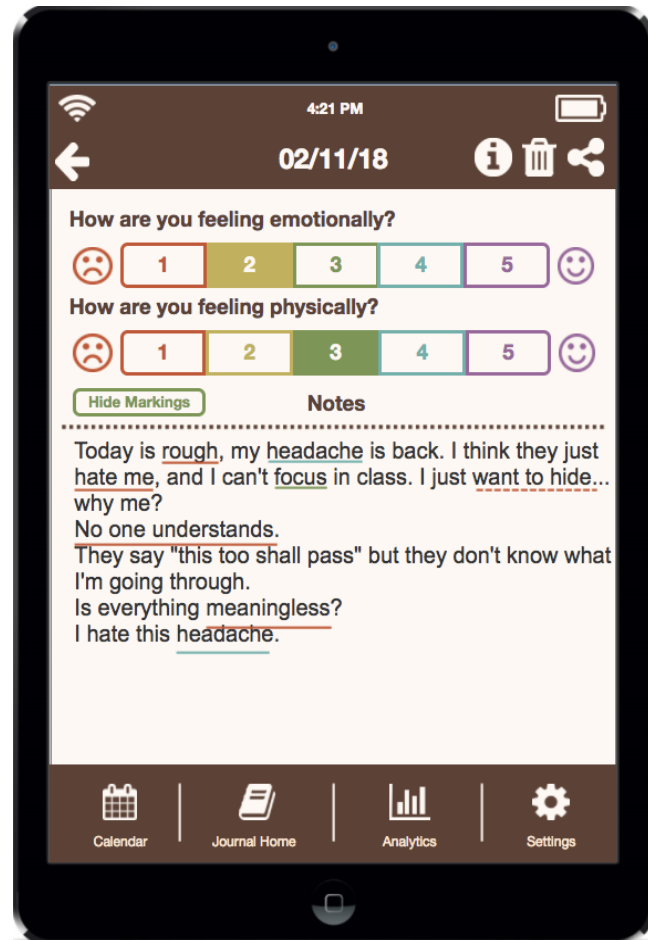 4:21 PM
02/11/18
How are you feeling emotionally?
1 2 3 4 5
How are you feeling physically?
1 2 3 4 5
Hide Markings
Notes
Today is rough, my headache is back. I think they just
hate me, and I can't focus in class. I just want to hide...
why me?
No one understands.
They say "this too shall pass" but they don't know what
I'm going through.
Is everything meaningless?
I hate this headache.
Calendar
Journal Home
Analytics
Settings